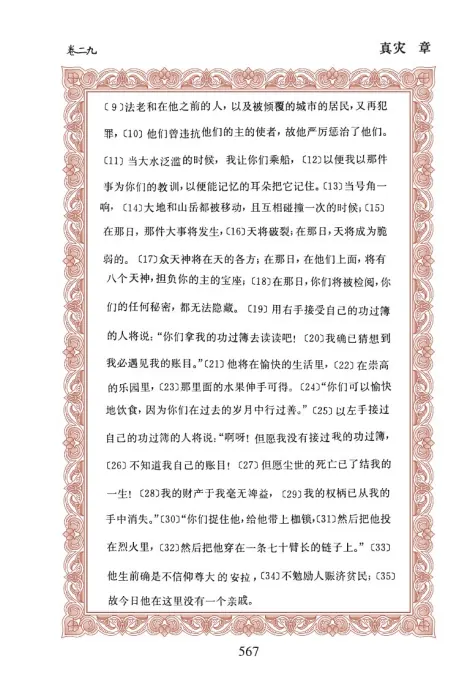 卷二九
真灾 章
〔9〕法老和在他之前的人，以及被倾覆的城市的居民，又再犯
罪，〔10〕他们曾违抗他们的主的使者，故他严厉惩治了他们。
〔11〕当大水泛滥的时候，我让你们乘船，〔12〕以便我以那件
事为你们的教训，以便能记忆的耳朵把它记住。〔13〕当号角一
响，〔14〕大地和山岳都被移动，且互相碰撞一次的时候；〔15〕
在那日，那件大事将发生，〔16〕天将破裂；在那日，天将成为脆
弱的。〔17〕众天神将在天的各方；在那日，在他们上面，将有
八个天神，担负你的主的宝座；〔18〕在那日，你们将被检阅，你
们的任何秘密，都无法隐藏。〔19〕用右手接受自己的功过簿
的人将说：“你们拿我的功过簿去读读吧！〔20〕我确已猜想到
我必遇见我的账目。”〔21〕他将在愉快的生活里，〔22〕在崇高
的乐园里，〔23〕那里面的水果伸手可得。〔24〕“你们可以愉快
地饮食，因为你们在过去的岁月中行过善。”〔25〕以左手接过
自己的功过簿的人将说：“啊呀！但愿我没有接过我的功过簿，
〔26〕不知道我自己的账目！〔27〕但愿尘世的死亡已了结我的
一生！〔28〕我的财产于我毫无裨益，〔29〕我的权柄已从我的
手中消失。”〔30〕“你们捉住他，给他带上枷锁，〔31〕然后把他投
在烈火里，〔32〕然后把他穿在一条七十臂长的链子上。”〔33〕
他生前确是不信仰尊大的安拉，〔34〕不勉励人赈济贫民；〔35〕
故今日他在这里没有一个亲戚。
567